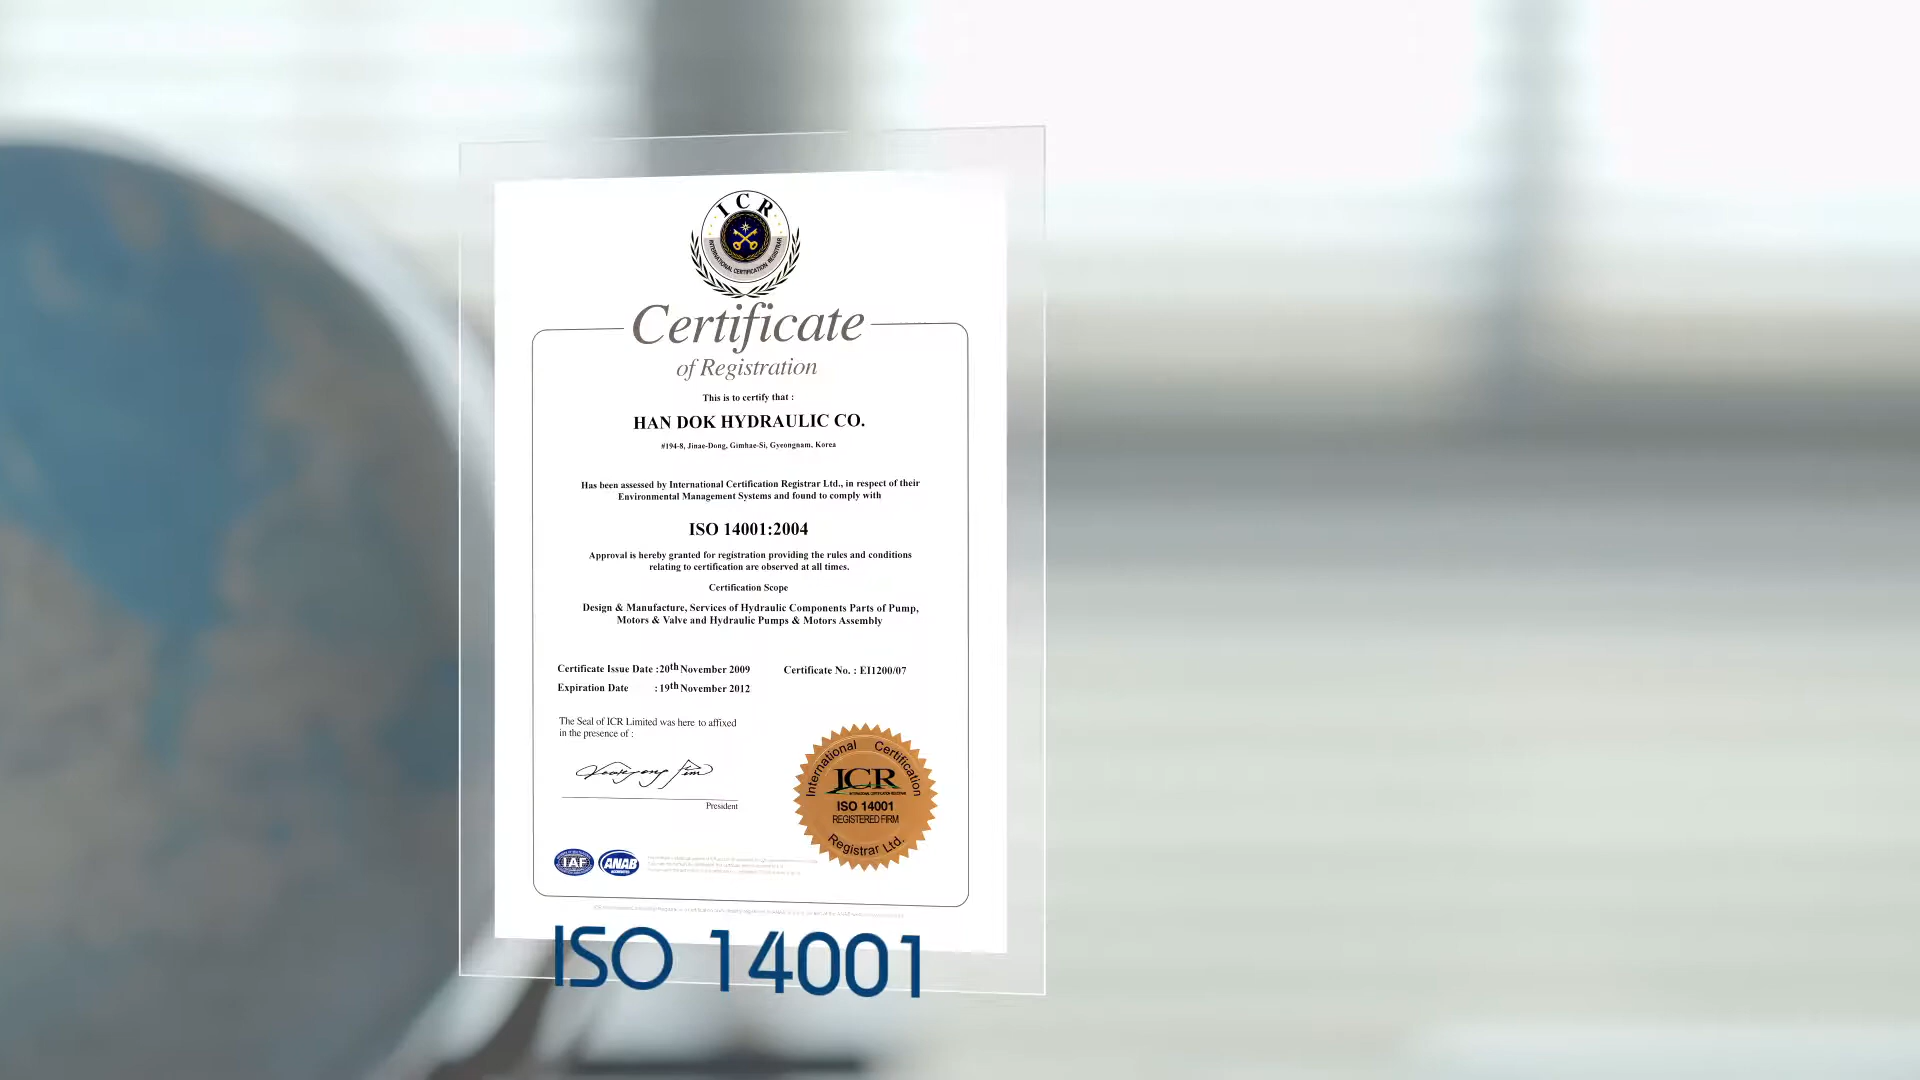 ICR
INTERNATIONAL CERTIFICATION REGISTRAR
Certificate
of Registration
This is to certify that :
HAN DOK HYDRAULIC CO.
#194-8, Jinae-Dong, Gimhae-Si, Gyeongnam, Korea
Has been assessed by International Certification Registrar Ltd., in respect of their
Environmental Management Systems and found to comply with
ISO 14001:2004
Approval is hereby granted for registration providing the rules and conditions
relating to certification are observed at all times.
Certification Scope
Design & Manufacture, Services of Hydraulic Components Parts of Pump,
Motors & Valve and Hydraulic Pumps & Motors Assembly
Certificate Issue Date :20th November 2009 Certificate No. : EI1200/07
Expiration Date : 19th November 2012
The Seal of ICR Limited was here to affixed
in the presence of :
President
International Certification
ICR
INTERNATIONAL CERTIFICATION REGISTRAR
ISO 14001
REGISTERED FIRM
Registrar Ltd.
IAF
ANAB
ACCREDITED
ISO 14001